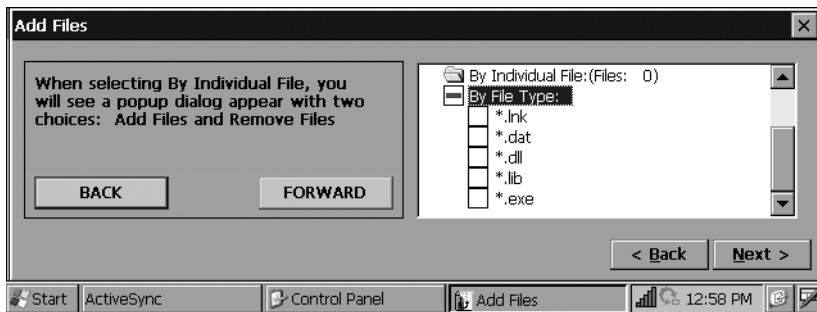 Add Files
When selecting By Individual File, you
will see a popup dialog appear with two
choices: Add Files and Remove Files
BACK
FORWARD
By Individual File:(Files: 0)
By File Type:
*.lnk
*.dat
*.dll
*.lib
*.exe
< Back
Next >
Start
ActiveSync
Control Panel
Add Files
12:58 PM